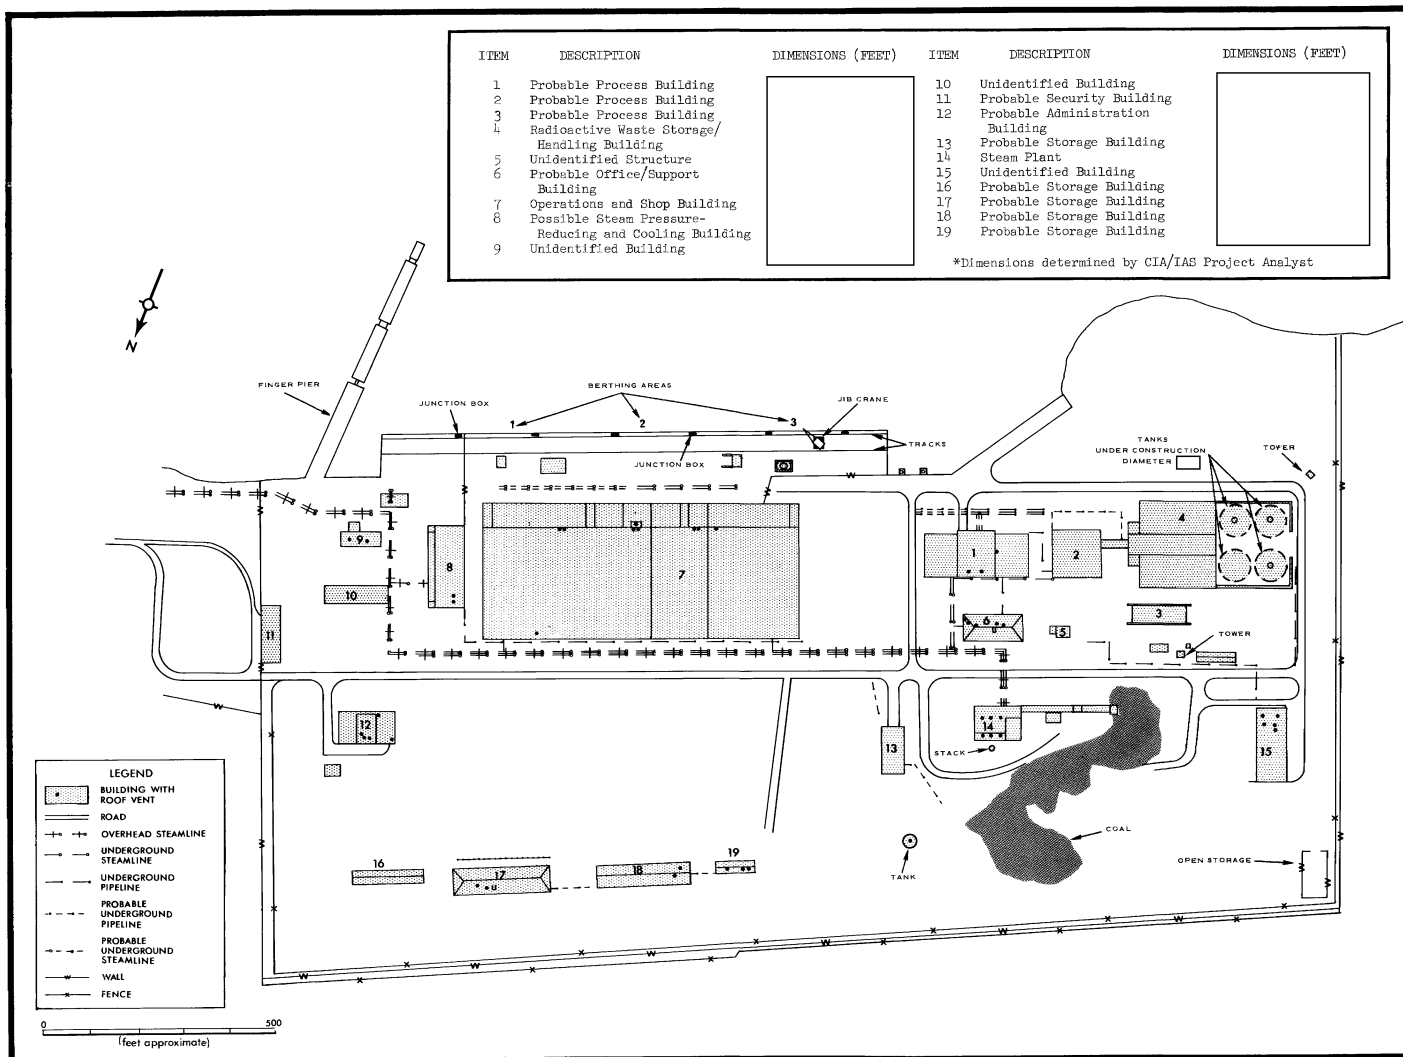 ITEM DESCRIPTION DIMENSIONS (FEET) ITEM DESCRIPTION DIMENSIONS (FEET)
1 Probable Process Building
2 Probable Process Building
3 Probable Process Building
4 Radioactive Waste Storage/
Handling Building
5 Unidentified Structure
6 Probable Office/Support
Building
7 Operations and Shop Building
8 Possible Steam Pressure-
Reducing and Cooling Building
9 Unidentified Building
10 Unidentified Building
11 Probable Security Building
12 Probable Administration
Building
13 Probable Storage Building
14 Steam Plant
15 Unidentified Building
16 Probable Storage Building
17 Probable Storage Building
18 Probable Storage Building
19 Probable Storage Building
*Dimensions determined by CIA/IAS Project Analyst
N
FINGER PIER
JUNCTION BOX
BERTHING AREAS
1 2 3
JIB CRANE
TRACKS
JUNCTION BOX
TANKS
UNDER CONSTRUCTION
DIAMETER
TOWER
4
9
8
7
1
2
10
3
11
6
5
TOWER
12
13
14
STACK
15
COAL
TANK
OPEN STORAGE
16
17
U
18
19
LEGEND
BUILDING WITH
ROOF VENT
ROAD
OVERHEAD STEAMLINE
UNDERGROUND
STEAMLINE
UNDERGROUND
PIPELINE
PROBABLE
UNDERGROUND
PIPELINE
PROBABLE
UNDERGROUND
STEAMLINE
WALL
FENCE
0 500
(feet approximate)